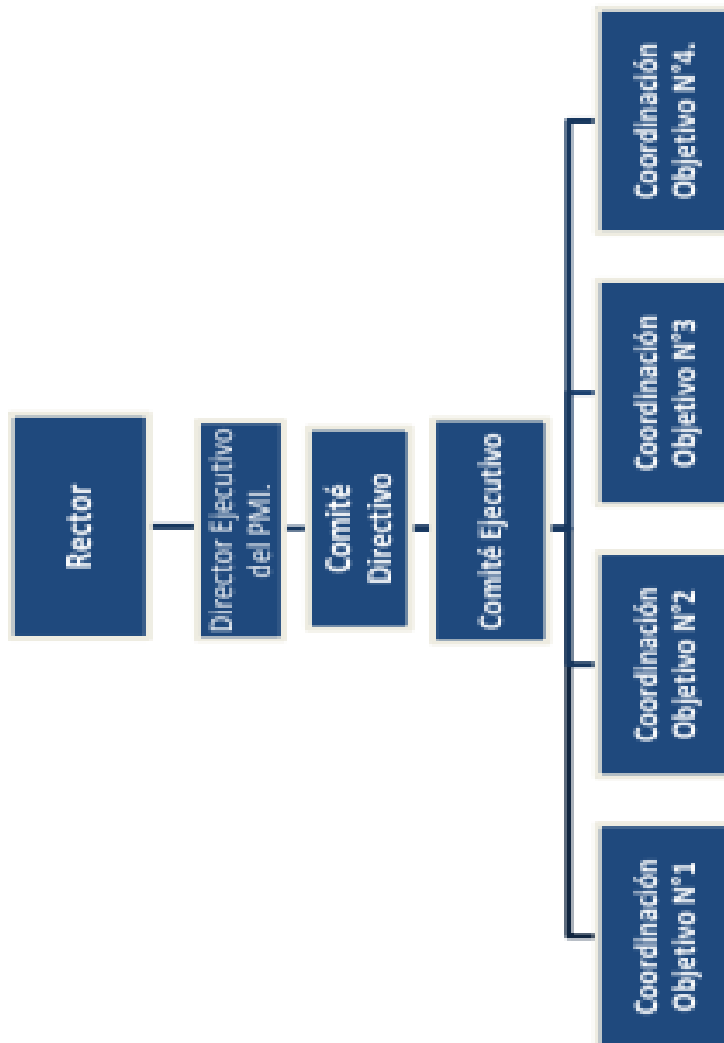 Rector
Director Ejecutivo
del PMI.
Comité
Directivo
Comité Ejecutivo
Coordinación
Objetivo N°1
Coordinación
Objetivo N°2
Coordinación
Objetivo N°3
Coordinación
Objetivo N°4.